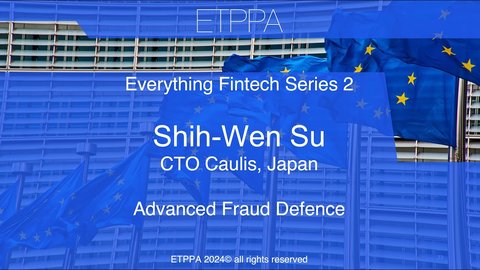 ETPPA
Everything Fintech Series 2
Shih-Wen Su
CTO Caulis, Japan
Advanced Fraud Defence
ETPPA 2024© all rights reserved